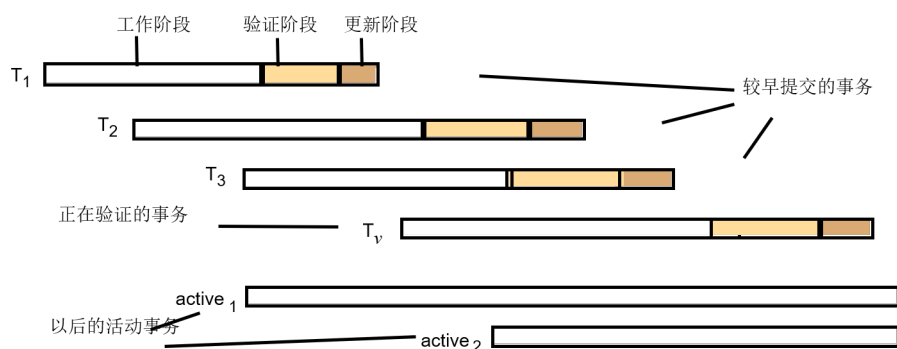 工作阶段 验证阶段 更新阶段
T1
较早提交的事务
T2
T3
正在验证的事务
Tv
active 1
以后的活动事务
active 2